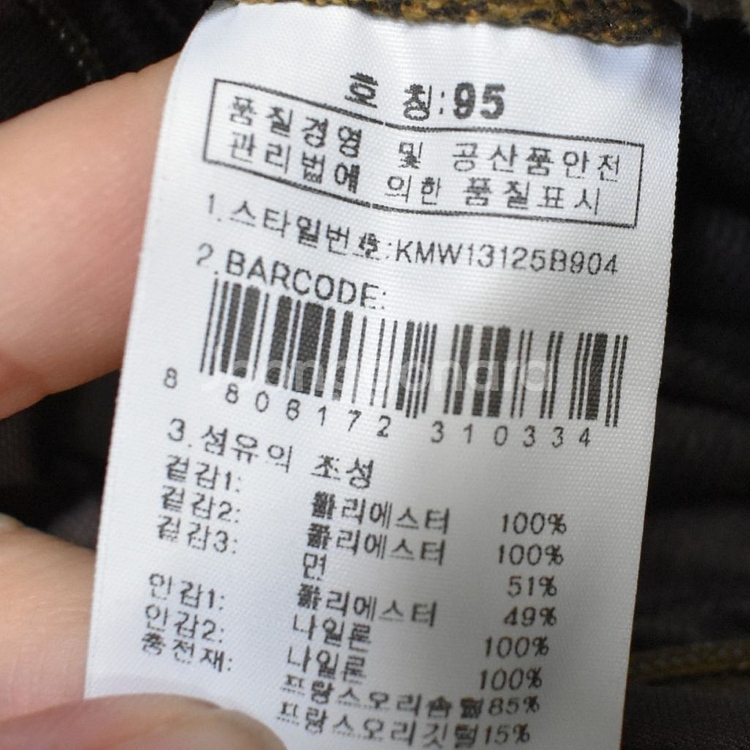 호 칭:95
품질경영 및 공산품안전
관리법에 의한 품질표시
1.스타일번호:KMW13125B904
2.BARCODE:
joongonara
8 808172 310334
3.섬유의 조성
겉감1: 폴리에스터 100%
겉감2: 폴리에스터 100%
겉감3: 면 51%
폴리에스터 49%
안감1: 나일론 100%
안감2: 나일론 100%
충전재: 프랑스오리솜털85%
프랑스오리깃털15%